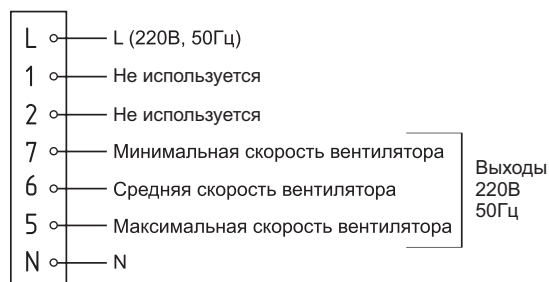 L L (220В, 50Гц)
1 Не используется
2 Не используется
7 Минимальная скорость вентилятора
6 Средняя скорость вентилятора
5 Максимальная скорость вентилятора
N N
Выходы
220В
50Гц